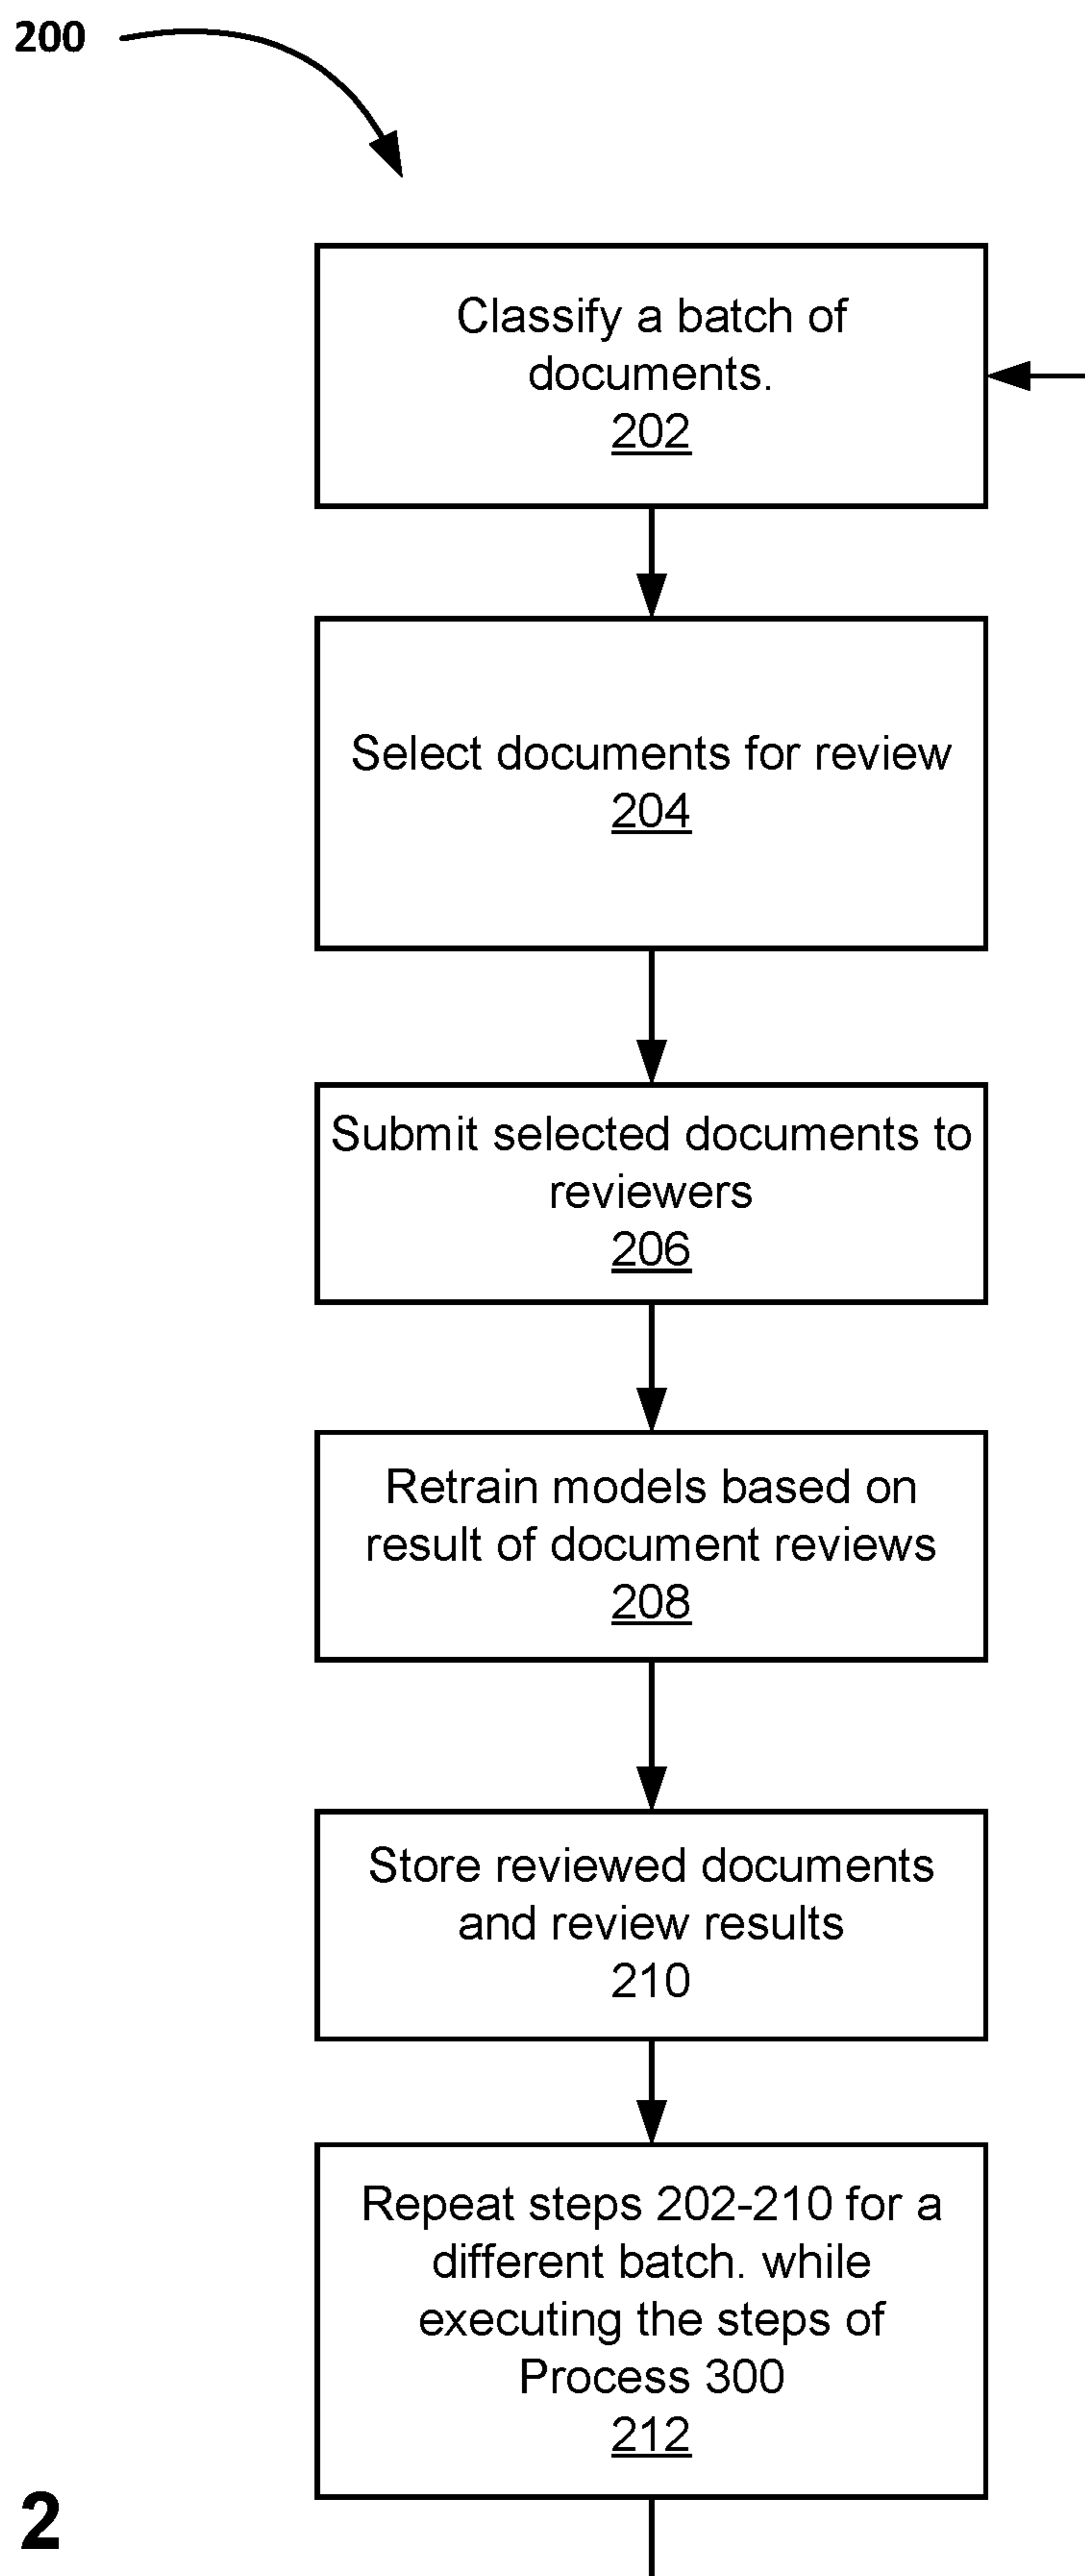 200
Classify a batch of
documents.
202
Select documents for review
204
Submit selected documents to
reviewers
206
Retrain models based on
result of document reviews
208
Store reviewed documents
and review results
210
Repeat steps 202-210 for a
different batch. while
executing the steps of
Process 300
212
2